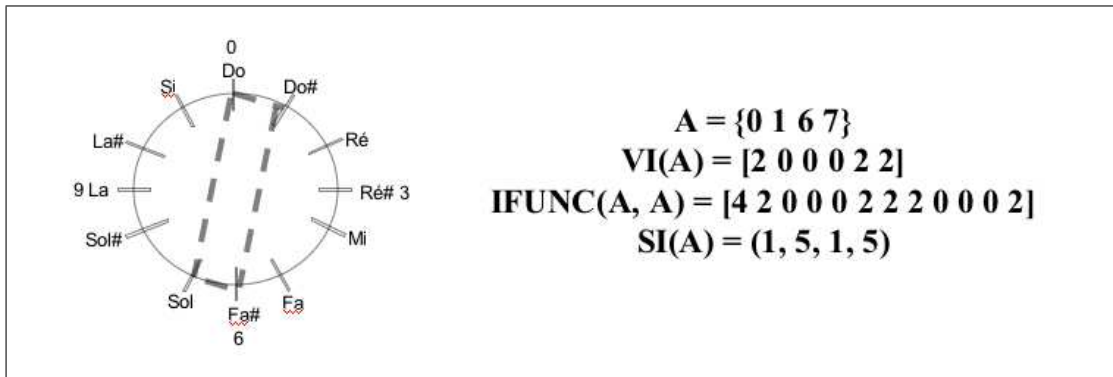 0
Do
Si
Do#
La#
Ré
9 La
Ré# 3
Sol#
Mi
Sol
Fa
Fa#
6
A = {0 1 6 7}
VI(A) = [2 0 0 0 2 2]
IFUNC(A, A) = [4 2 0 0 0 2 2 2 0 0 0 2]
SI(A) = (1, 5, 1, 5)